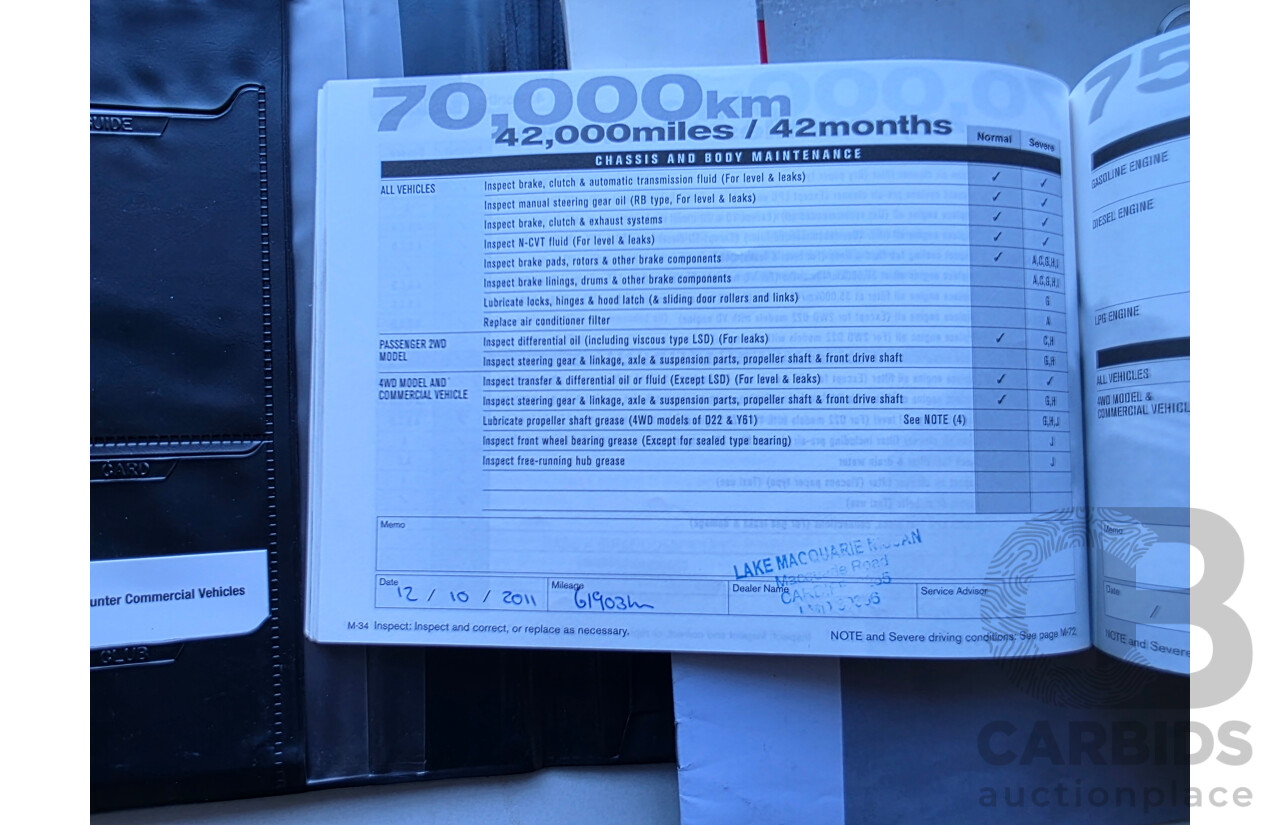 70,000km
42,000miles / 42months
Normal Severe
CHASSIS AND BODY MAINTENANCE
ALL VEHICLES
Inspect brake, clutch & automatic transmission fluid (For level & leaks) ✓ ✓
Inspect manual steering gear oil (RB type, For level & leaks) ✓ ✓
Inspect brake, clutch & exhaust systems ✓ ✓
Inspect N-CVT fluid (For level & leaks) ✓ ✓
Inspect brake pads, rotors & other brake components ✓ A,C,G,H,I
Inspect brake linings, drums & other brake components A,C,G,H,I
Lubricate locks, hinges & hood latch (& sliding door rollers and links) G
Replace air conditioner filter A
PASSENGER 2WD
MODEL
Inspect differential oil (including viscous type LSD) (For leaks) ✓ C,H
Inspect steering gear & linkage, axle & suspension parts, propeller shaft & front drive shaft G,H
4WD MODEL AND
COMMERCIAL VEHICLE
Inspect transfer & differential oil or fluid (Except LSD) (For level & leaks) ✓ ✓
Inspect steering gear & linkage, axle & suspension parts, propeller shaft & front drive shaft ✓ G,H
Lubricate propeller shaft grease (4WD models of D22 & Y61) See NOTE (4) G,H,J
Inspect front wheel bearing grease (Except for sealed type bearing) J
Inspect free-running hub grease J
Memo
LAKE MACQUARIE
Road
Date 12 / 10 / 2011
Mileage 61903km
Dealer Name
Service Advisor
M-34 Inspect: Inspect and correct, or replace as necessary.
NOTE and Severe driving conditions: See page M-72
75
GASOLINE ENGINE
DIESEL ENGINE
LPG ENGINE
ALL VEHICLES
4WD MODEL &
COMMERCIAL VEHICL
Memo
Date
/
NOTE and Severe
UIDE
CARD
unter Commercial Vehicles
CLUB
CB
CARBIDS
auctionplace